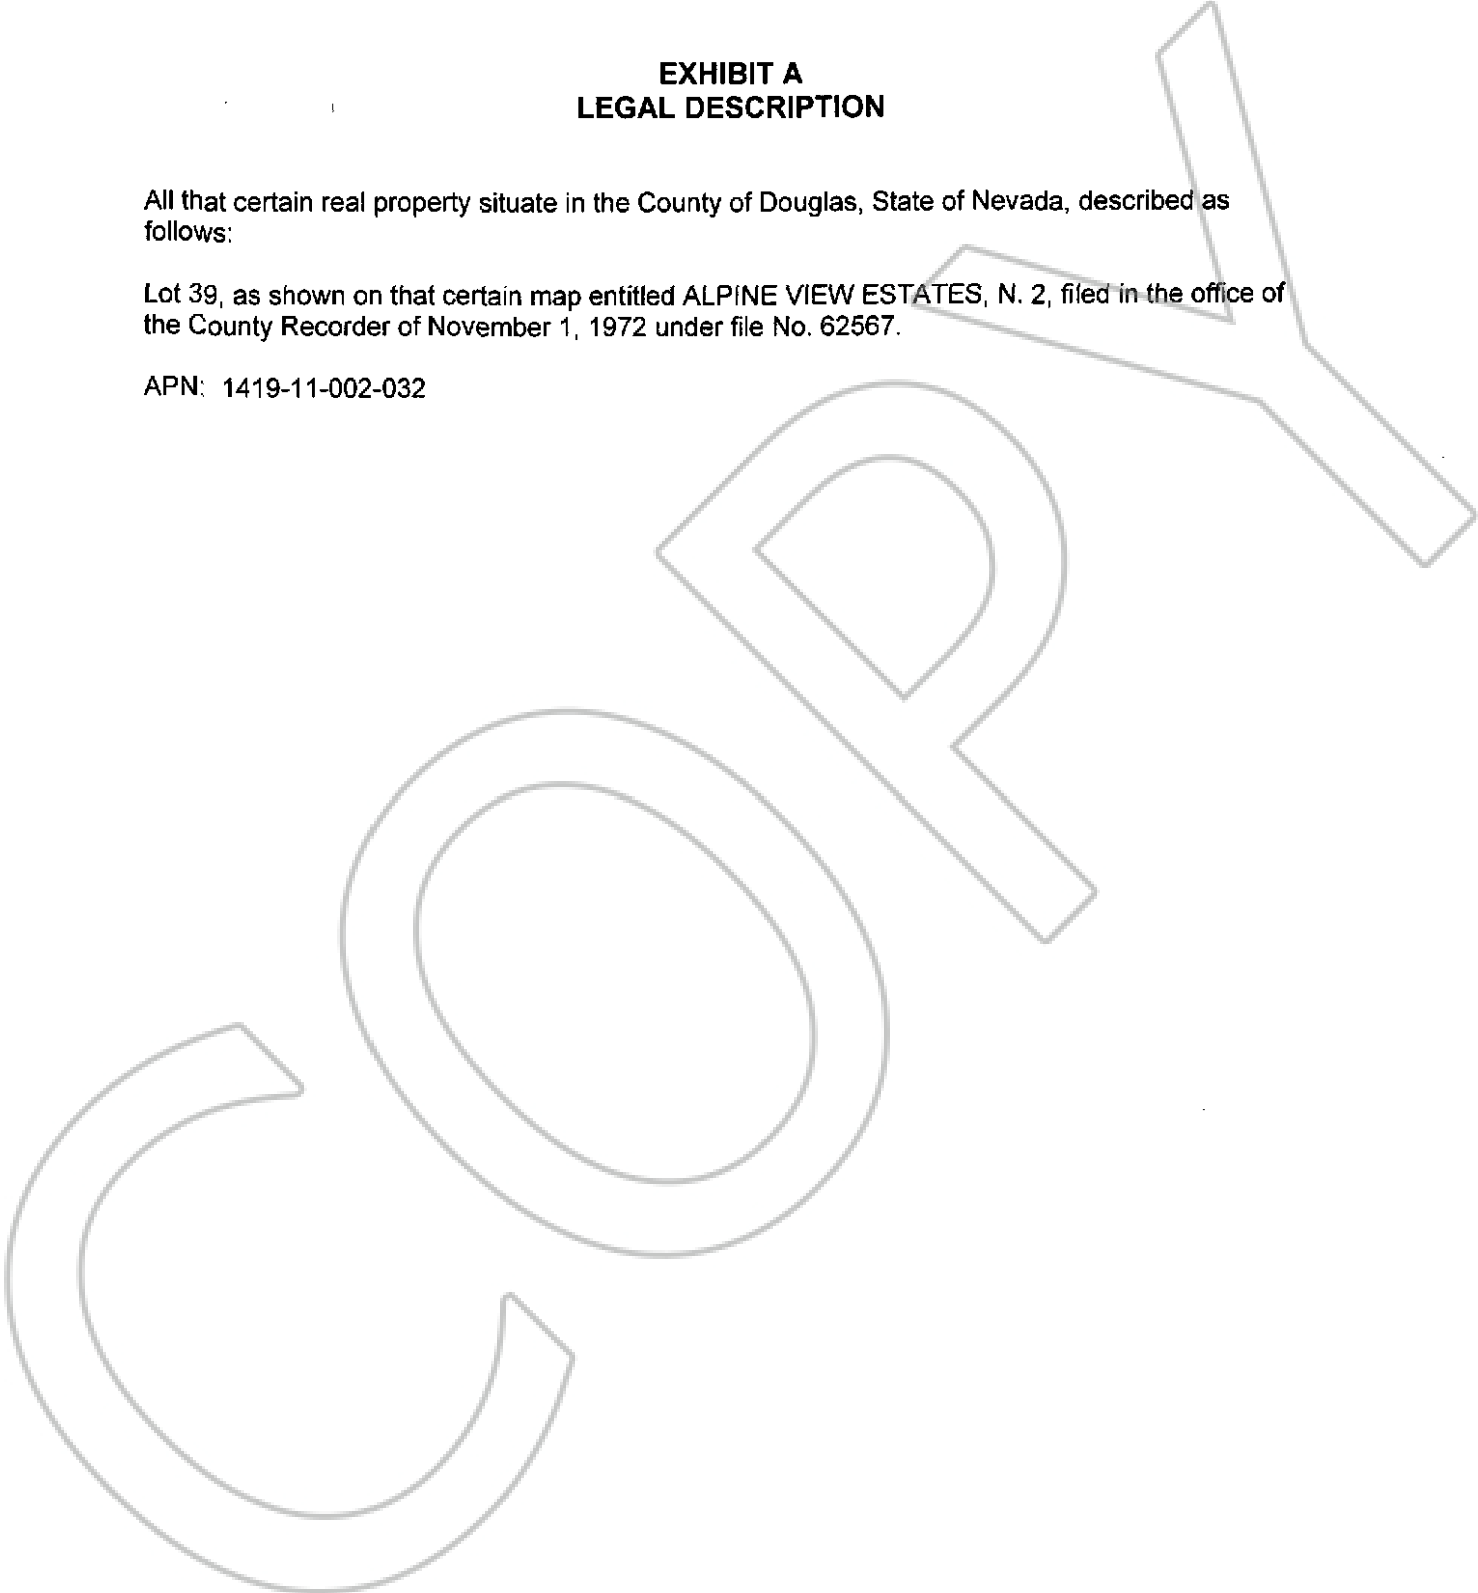 EXHIBIT A
LEGAL DESCRIPTION
All that certain real property situate in the County of Douglas, State of Nevada, described as
follows:
Lot 39, as shown on that certain map entitled ALPINE VIEW ESTATES, N. 2, filed in the office of
the County Recorder of November 1, 1972 under file No. 62567.
APN: 1419-11-002-032
COPY